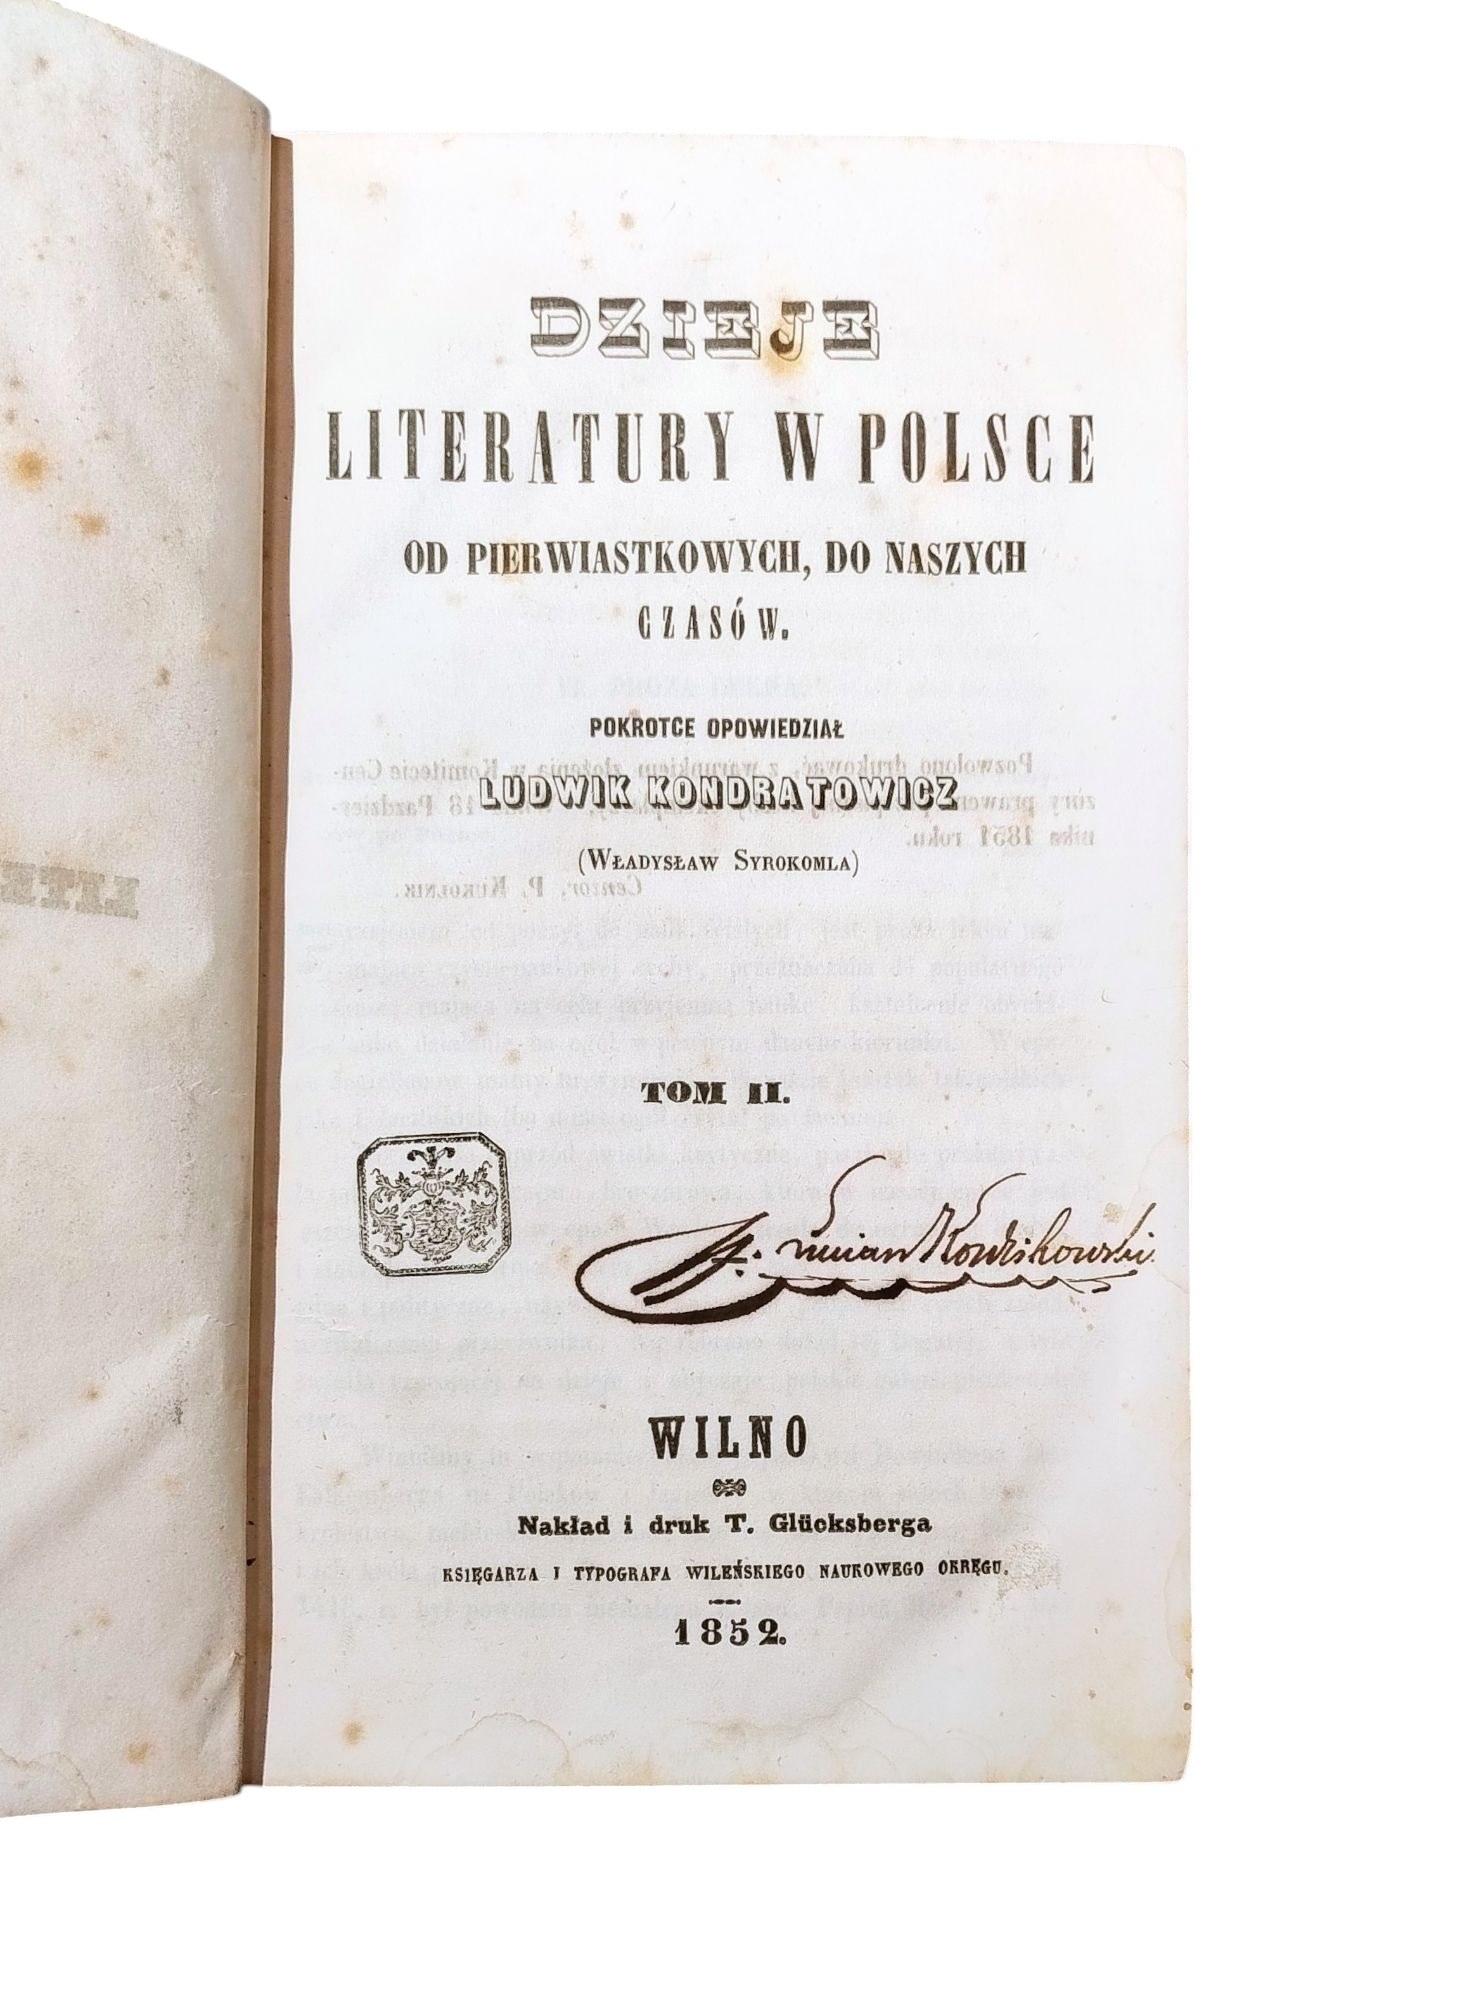 DZIEJE
LITERATURY W POLSCE
OD PIERWIASTKOWYCH, DO NASZYCH
CZASÓW.
POKROTCE OPOWIEDZIAŁ
LUDWIK KONDRATOWICZ
(WŁADYSŁAW SYROKOMLA)
TOM II.
WILNO
Nakład i druk T. Glücksberga
KSIĘGARZA I TYPOGRAFA WILEŃSKIEGO NAUKOWEGO OKRĘGU.
1852.